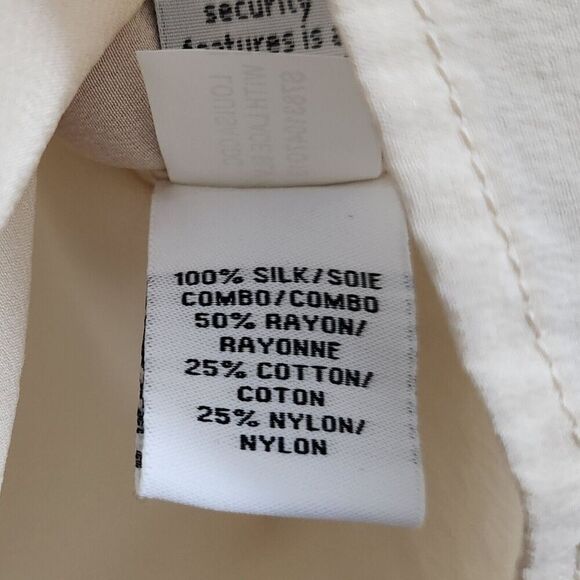 security
features is
100% SILK/SOIE
COMBO/COMBO
50% RAYON/
RAYONNE
25% COTTON/
COTON
25% NYLON/
NYLON